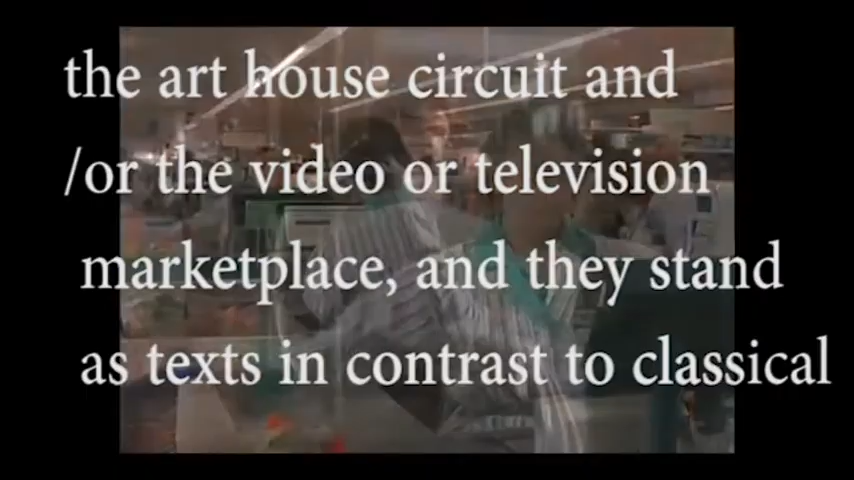 the art house circuit and
/or the video or television
marketplace, and they stand
as texts in contrast to classical